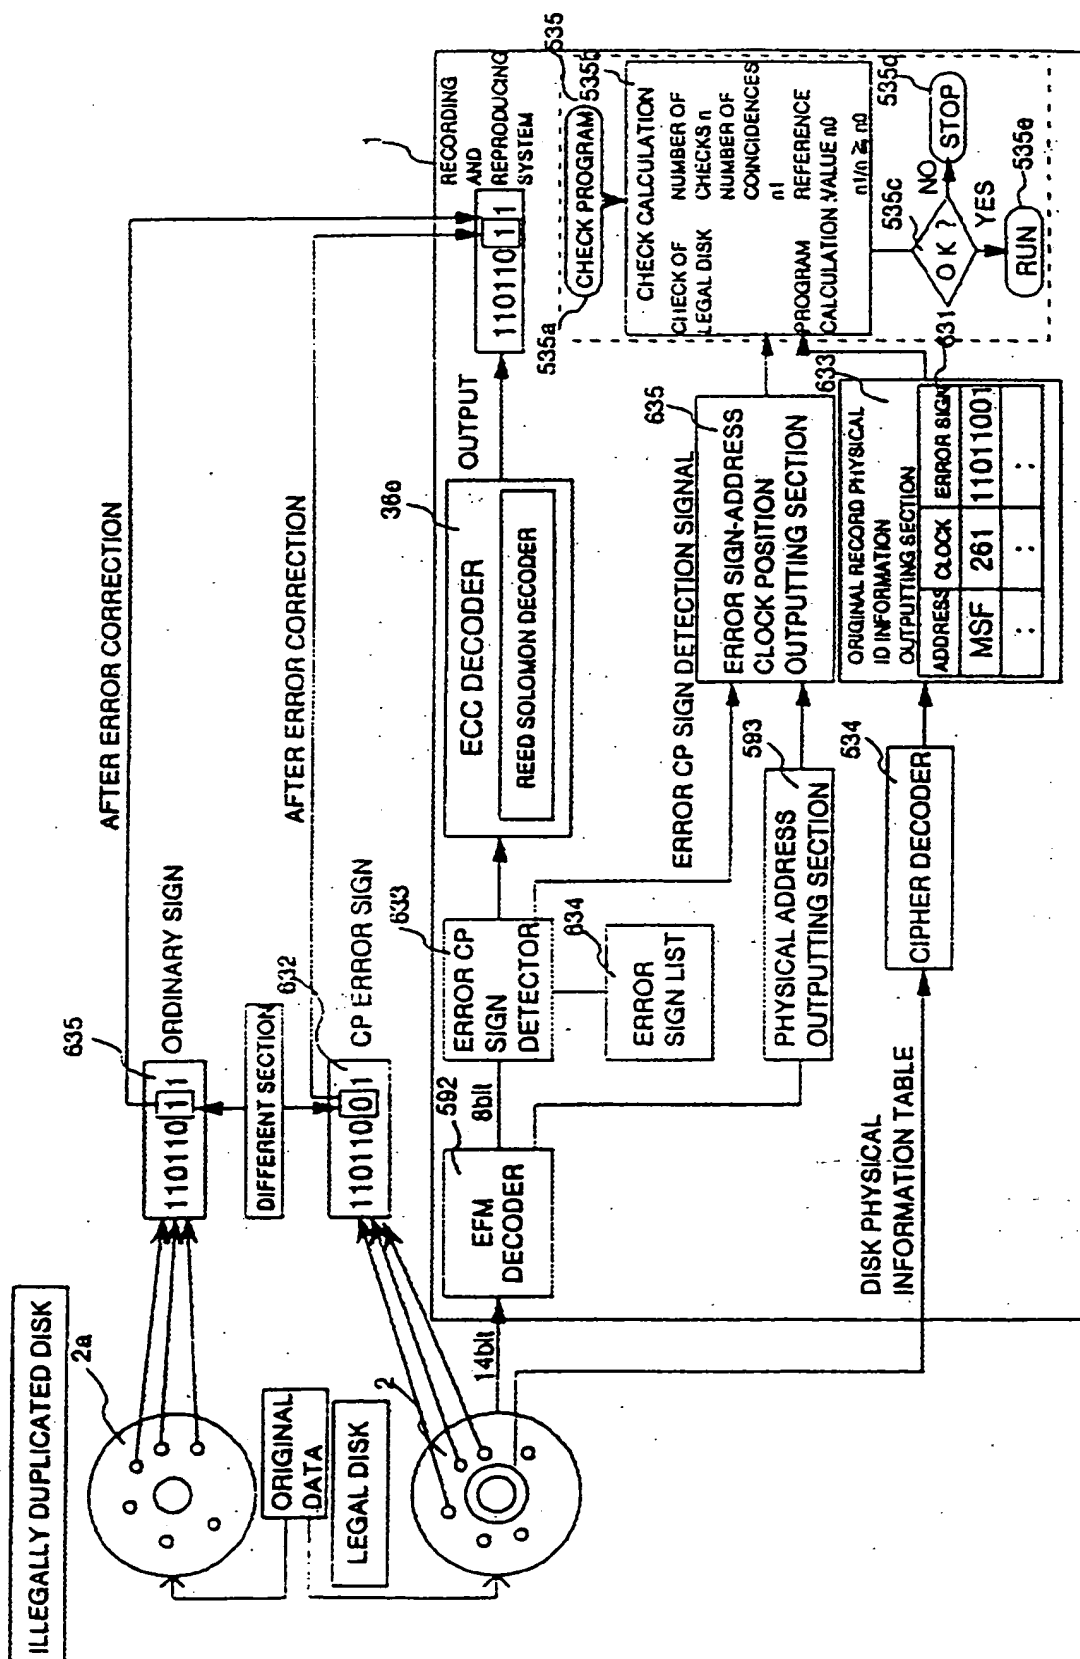 ILLEGALLY DUPLICATED DISK
2a
635
110110 1 1
ORDINARY SIGN
AFTER ERROR CORRECTION
ORIGINAL
DATA
DIFFERENT SECTION
LEGAL DISK
2
632
110110 0 1
CP ERROR SIGN
AFTER ERROR CORRECTION
1
RECORDING
AND
REPRODUCING
SYSTEM
14bit
592
EFM
DECODER
8bit
633
ERROR CP
SIGN
DETECTOR
36e
ECC DECODER
REED SOLOMON DECODER
OUTPUT
110110 1 1
634
ERROR
SIGN LIST
ERROR CP SIGN DETECTION SIGNAL
593
PHYSICAL ADDRESS
OUTPUTTING SECTION
635
ERROR SIGN-ADDRESS
CLOCK POSITION
OUTPUTTING SECTION
DISK PHYSICAL
INFORMATION TABLE
534
CIPHER DECODER
633
ORIGINAL RECORD PHYSICAL
ID INFORMATION
OUTPUTTING SECTION
631
ADDRESS CLOCK ERROR SIGN
MSF 261 11011001
: : :
535
535a
CHECK PROGRAM
535b
CHECK CALCULATION
CHECK OF NUMBER OF
LEGAL DISK CHECKS n
NUMBER OF
COINCIDENCES
n1
PROGRAM REFERENCE
CALCULATION :VALUE n0
n1/n ≧ n0
535c
OK ?
NO
535d
STOP
YES
535e
RUN